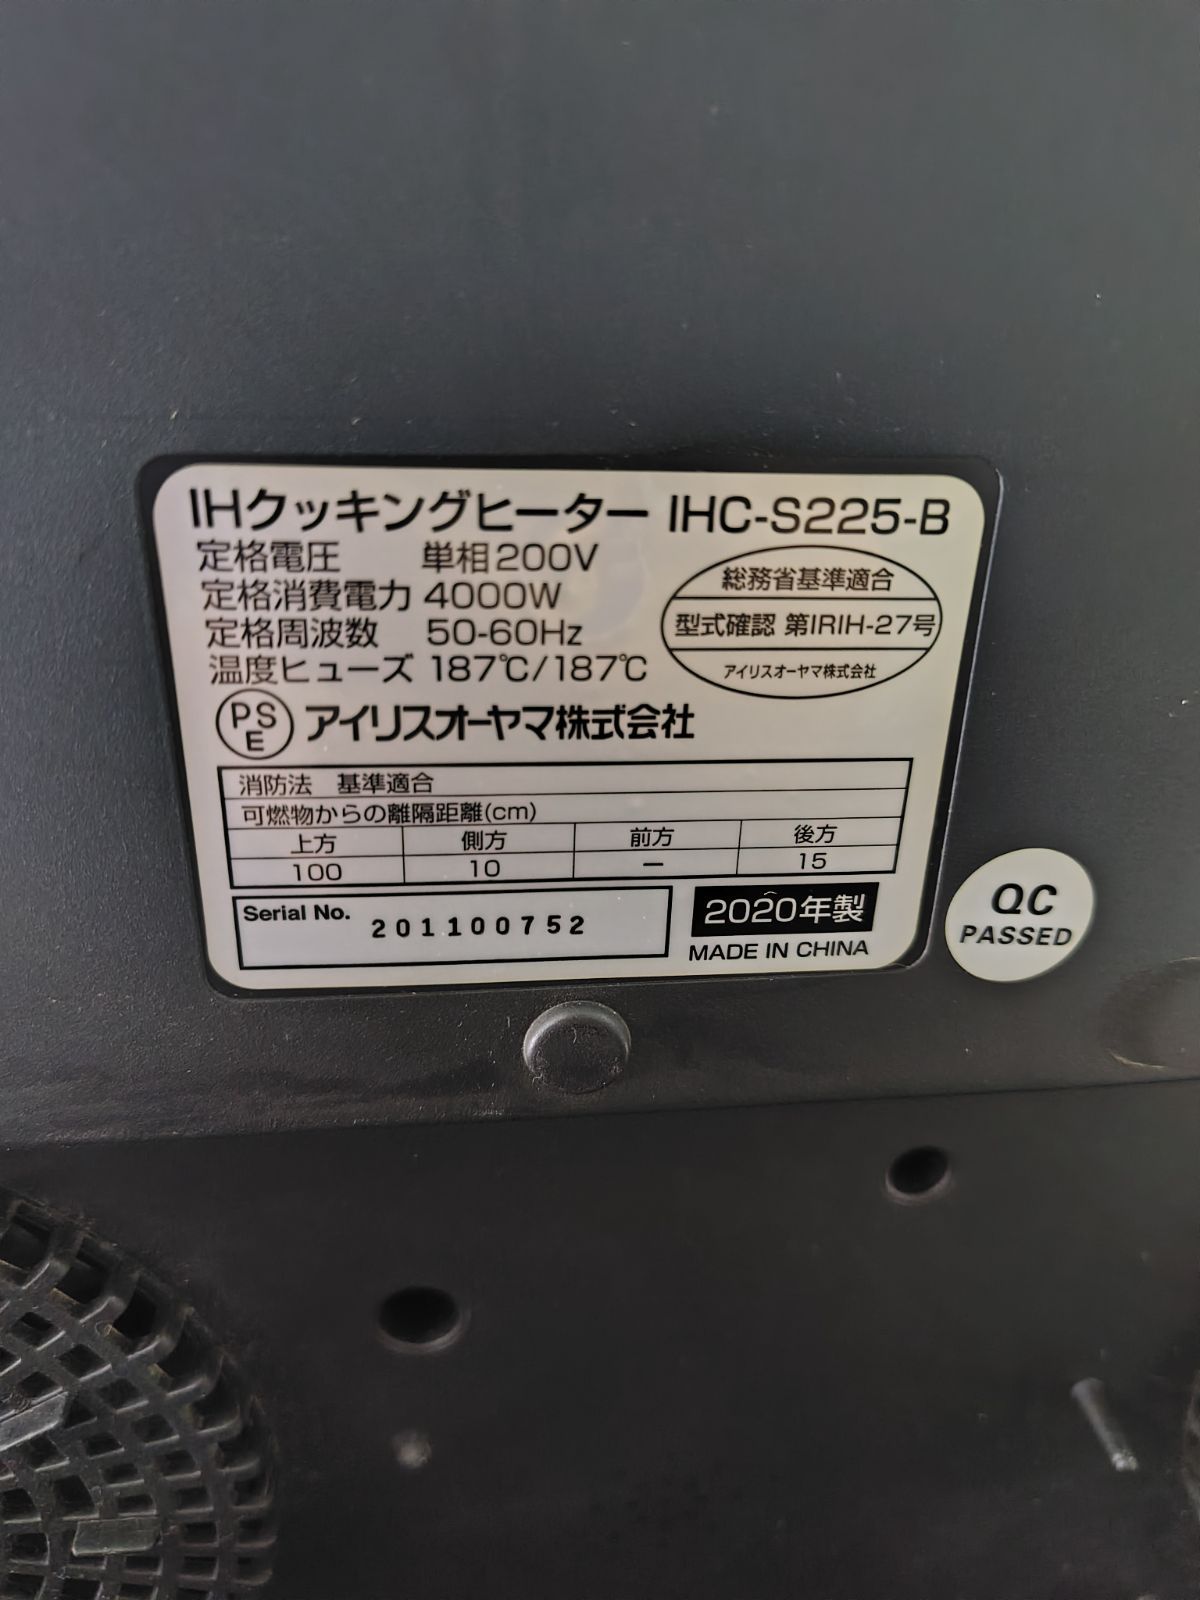 IHクッキングヒーター IHC-S225-B
定格電圧 単相200V
定格消費電力 4000W
定格周波数 50-60Hz
温度ヒューズ 187℃/187℃
総務省基準適合
型式確認 第IRIH-27号
アイリスオーヤマ株式会社
PSE アイリスオーヤマ株式会社
消防法 基準適合
可燃物からの離隔距離(cm)
上方 側方 前方 後方
100 10 ー 15
Serial No. 201100752
2020年製
MADE IN CHINA
QC
PASSED